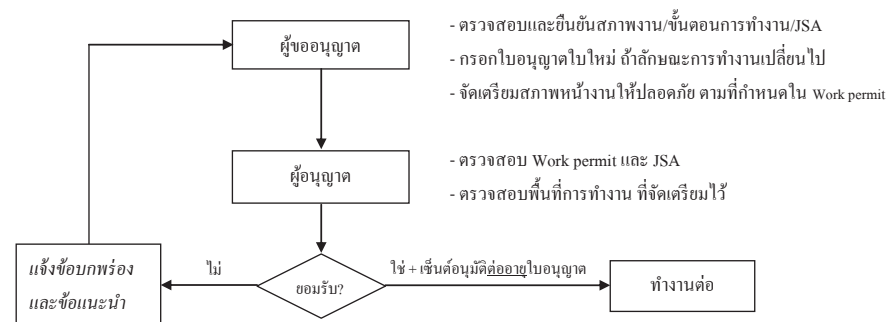 ผู้ขออนุญาต
- ตรวจสอบและยืนยันสภาพงาน/ขั้นตอนการทำงาน/JSA
- กรอกใบอนุญาตใบใหม่ ถ้าลักษณะการทำงานเปลี่ยนไป
- จัดเตรียมสภาพหน้างานให้ปลอดภัย ตามที่กำหนดใน Work permit
ผู้อนุญาต
- ตรวจสอบ Work permit และ JSA
- ตรวจสอบพื้นที่การทำงาน ที่จัดเตรียมไว้
แจ้งข้อบกพร่อง
และข้อแนะนำ
ไม่
ยอมรับ?
ใช่ + เซ็นต์อนุมัติต่ออายุใบอนุญาต
ทำงานต่อ